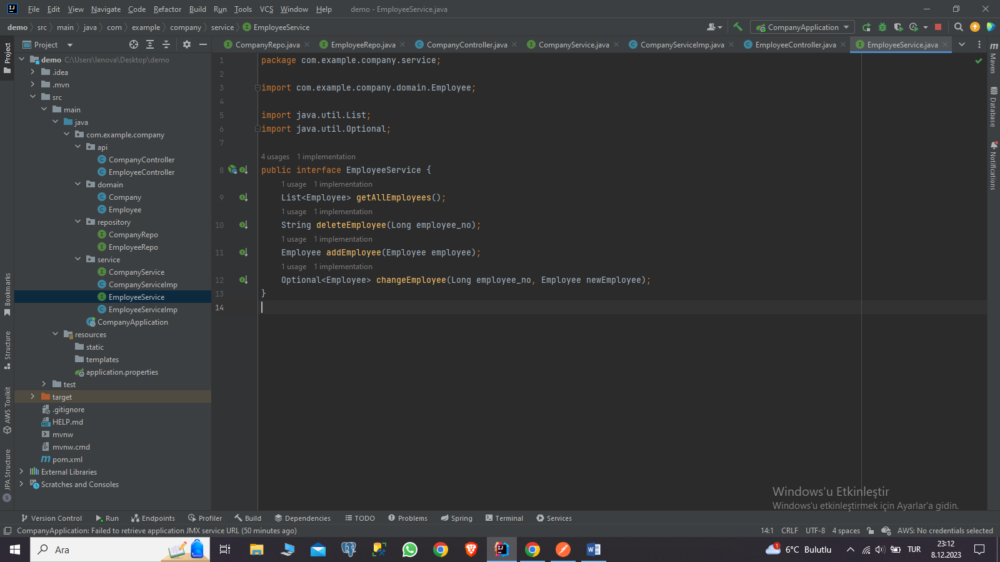 File Edit View Navigate Code Refactor Build Run Tools VCS Window Help demo - EmployeeService.java
demo src main java com example company service EmployeeService CompanyApplication
Project
CompanyRepo.java EmployeeRepo.java CompanyController.java CompanyService.java CompanyServiceImp.java EmployeeController.java EmployeeService.java
demo C:\Users\lenova\Desktop\demo
.idea
.mvn
src
main
java
com.example.company
api
CompanyController
EmployeeController
domain
Company
Employee
repository
CompanyRepo
EmployeeRepo
service
CompanyService
CompanyServiceImp
EmployeeService
EmployeeServiceImp
CompanyApplication
resources
static
templates
application.properties
test
target
.gitignore
HELP.md
mvnw
mvnw.cmd
pom.xml
External Libraries
Scratches and Consoles
Project
Bookmarks
Structure
AWS Toolkit
JPA Structure
1 package com.example.company.service;
2
3 import com.example.company.domain.Employee;
4
5 import java.util.List;
6 import java.util.Optional;
7
4 usages 1 implementation
8 public interface EmployeeService {
1 usage 1 implementation
9 List<Employee> getAllEmployees();
1 usage 1 implementation
10 String deleteEmployee(Long employee_no);
1 usage 1 implementation
11 Employee addEmployee(Employee employee);
1 usage 1 implementation
12 Optional<Employee> changeEmployee(Long employee_no, Employee newEmployee);
13 }
14
Maven
Database
Notifications
Windows'u Etkinleştir
Windows'u etkinleştirmek için Ayarlar'a gidin.
Version Control Run Endpoints Profiler Build Dependencies TODO Problems Spring Terminal Services
CompanyApplication: Failed to retrieve application JMX service URL (50 minutes ago) 14:1 CRLF UTF-8 4 spaces AWS: No credentials selected
Ara 1 6°C Bulutlu TUR 23:12
8.12.2023